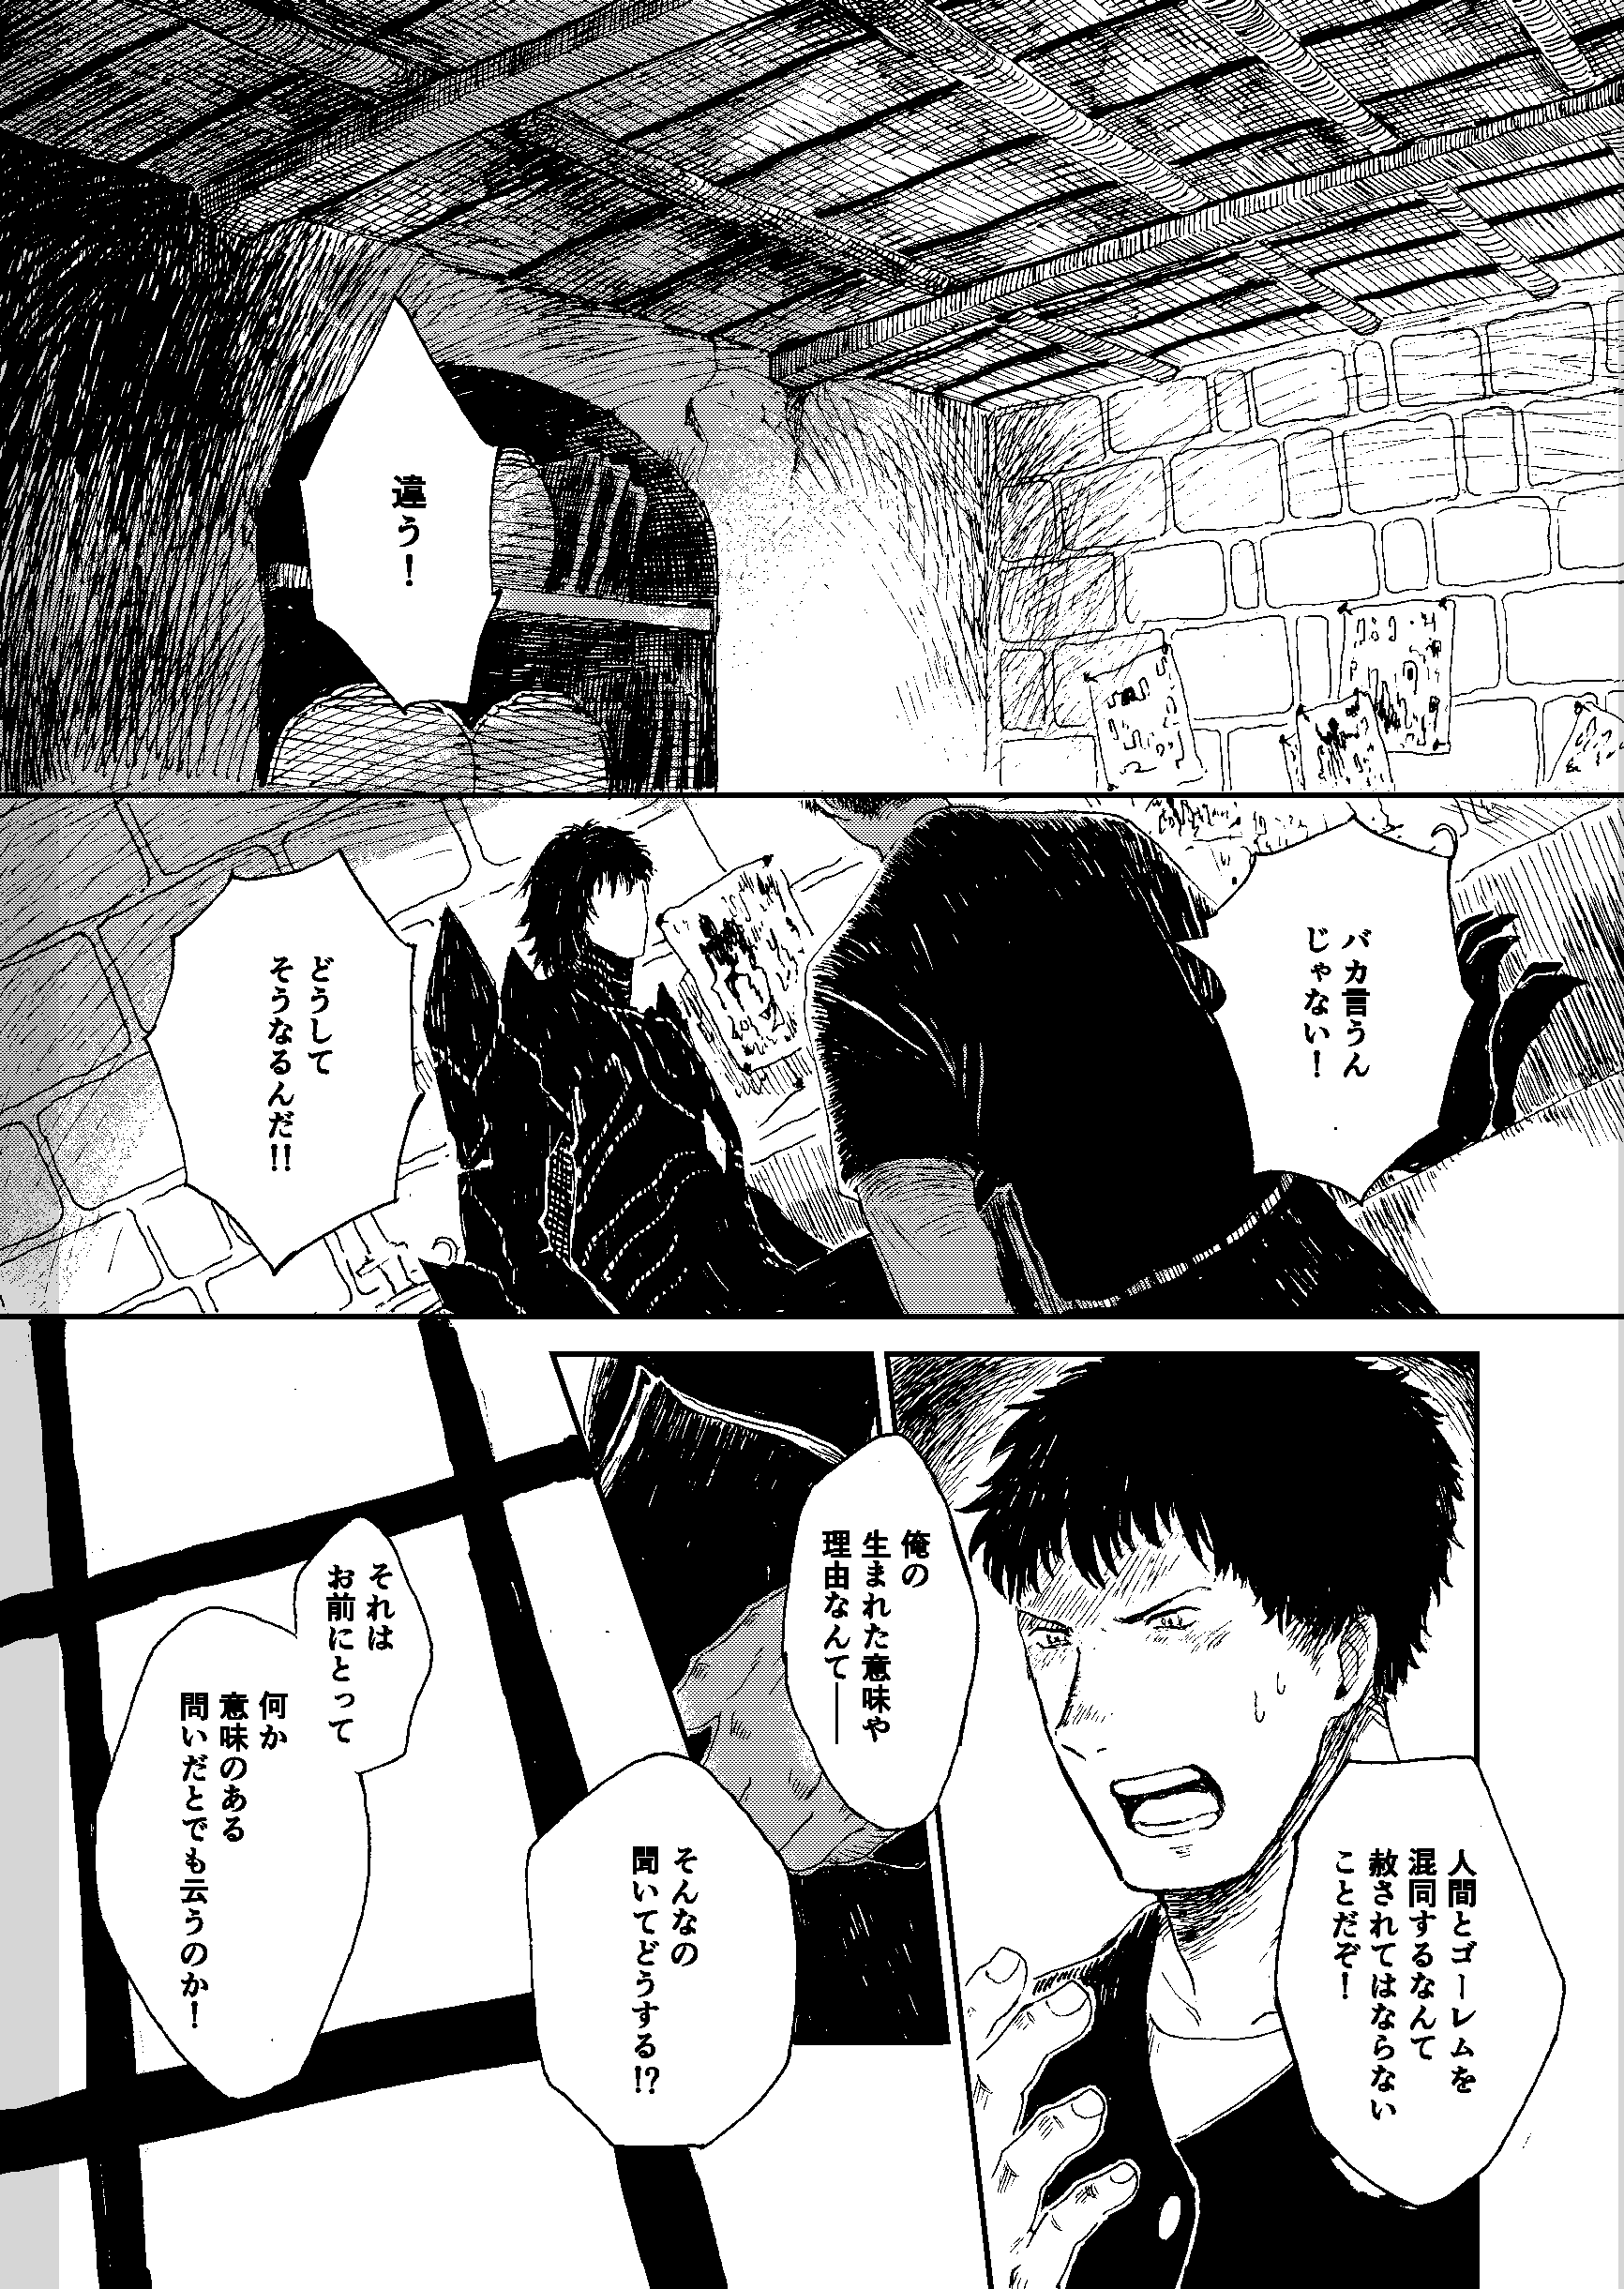 違う！
バカ言うん
じゃない！
どうして
そうなるんだ!!
人間とゴーレムを
混同するなんて
赦されてはならない
ことだぞ！
俺の
生まれた意味や
理由なんて──
そんなの
聞いてどうする!?
それは
お前にとって
何か
意味のある
問いだとでも云うのか！